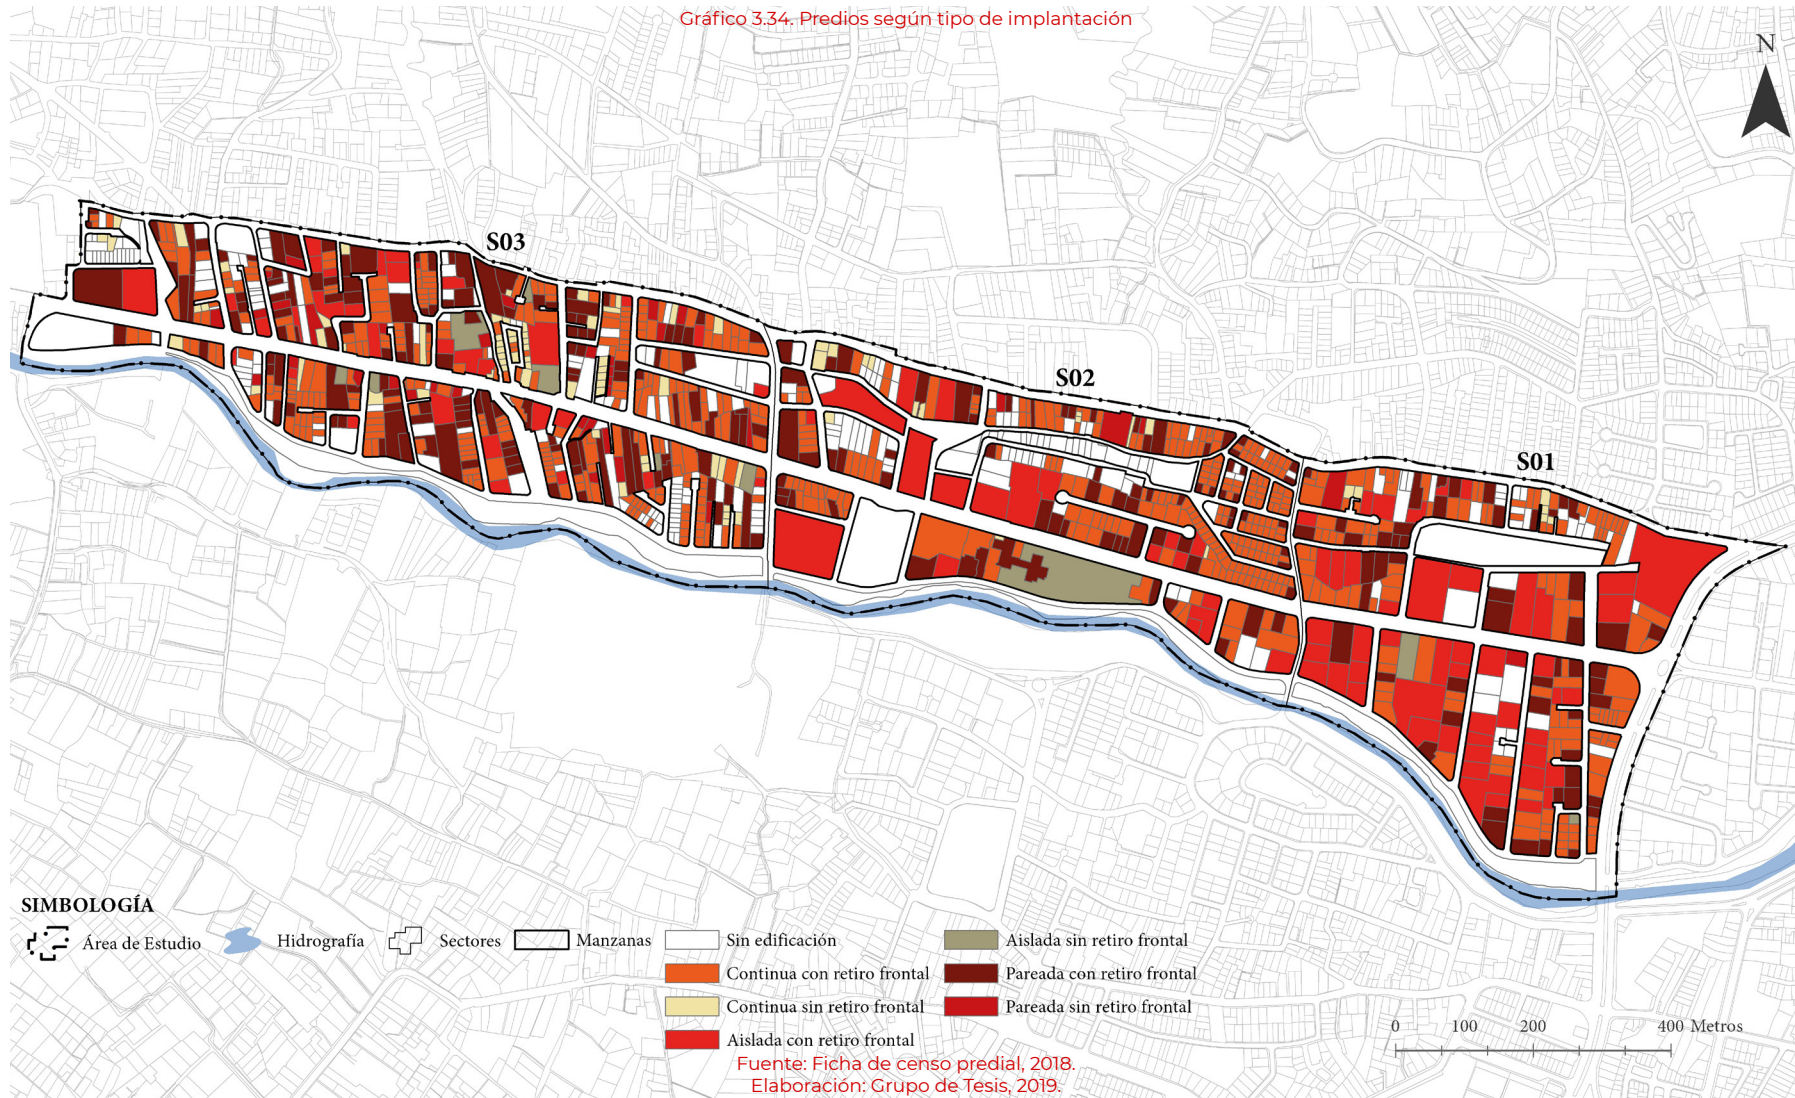 Gráfico 3.34. Predios según tipo de implantación
N
S03
S02
S01
SIMBOLOGÍA
Área de Estudio
Hidrografía
Sectores
Manzanas
Sin edificación
Continua con retiro frontal
Continua sin retiro frontal
Aislada con retiro frontal
Aislada sin retiro frontal
Pareada con retiro frontal
Pareada sin retiro frontal
0 100 200 400 Metros
Fuente: Ficha de censo predial, 2018.
Elaboración: Grupo de Tesis, 2019.